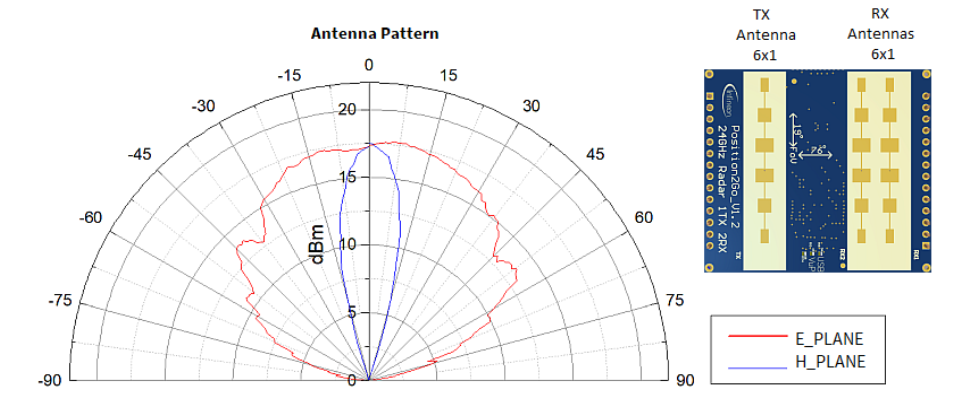 Antenna Pattern
-90
-75
-60
-45
-30
-15
0
15
30
45
60
75
90
20
15
10
5
0
dBm
TX
Antenna
6x1
RX
Antennas
6x1
infineon
Position2Go_V1.2
24GHz Radar 1TX 2RX
19°
76°
FoV
TX
RX2
RX1
E_PLANE
H_PLANE